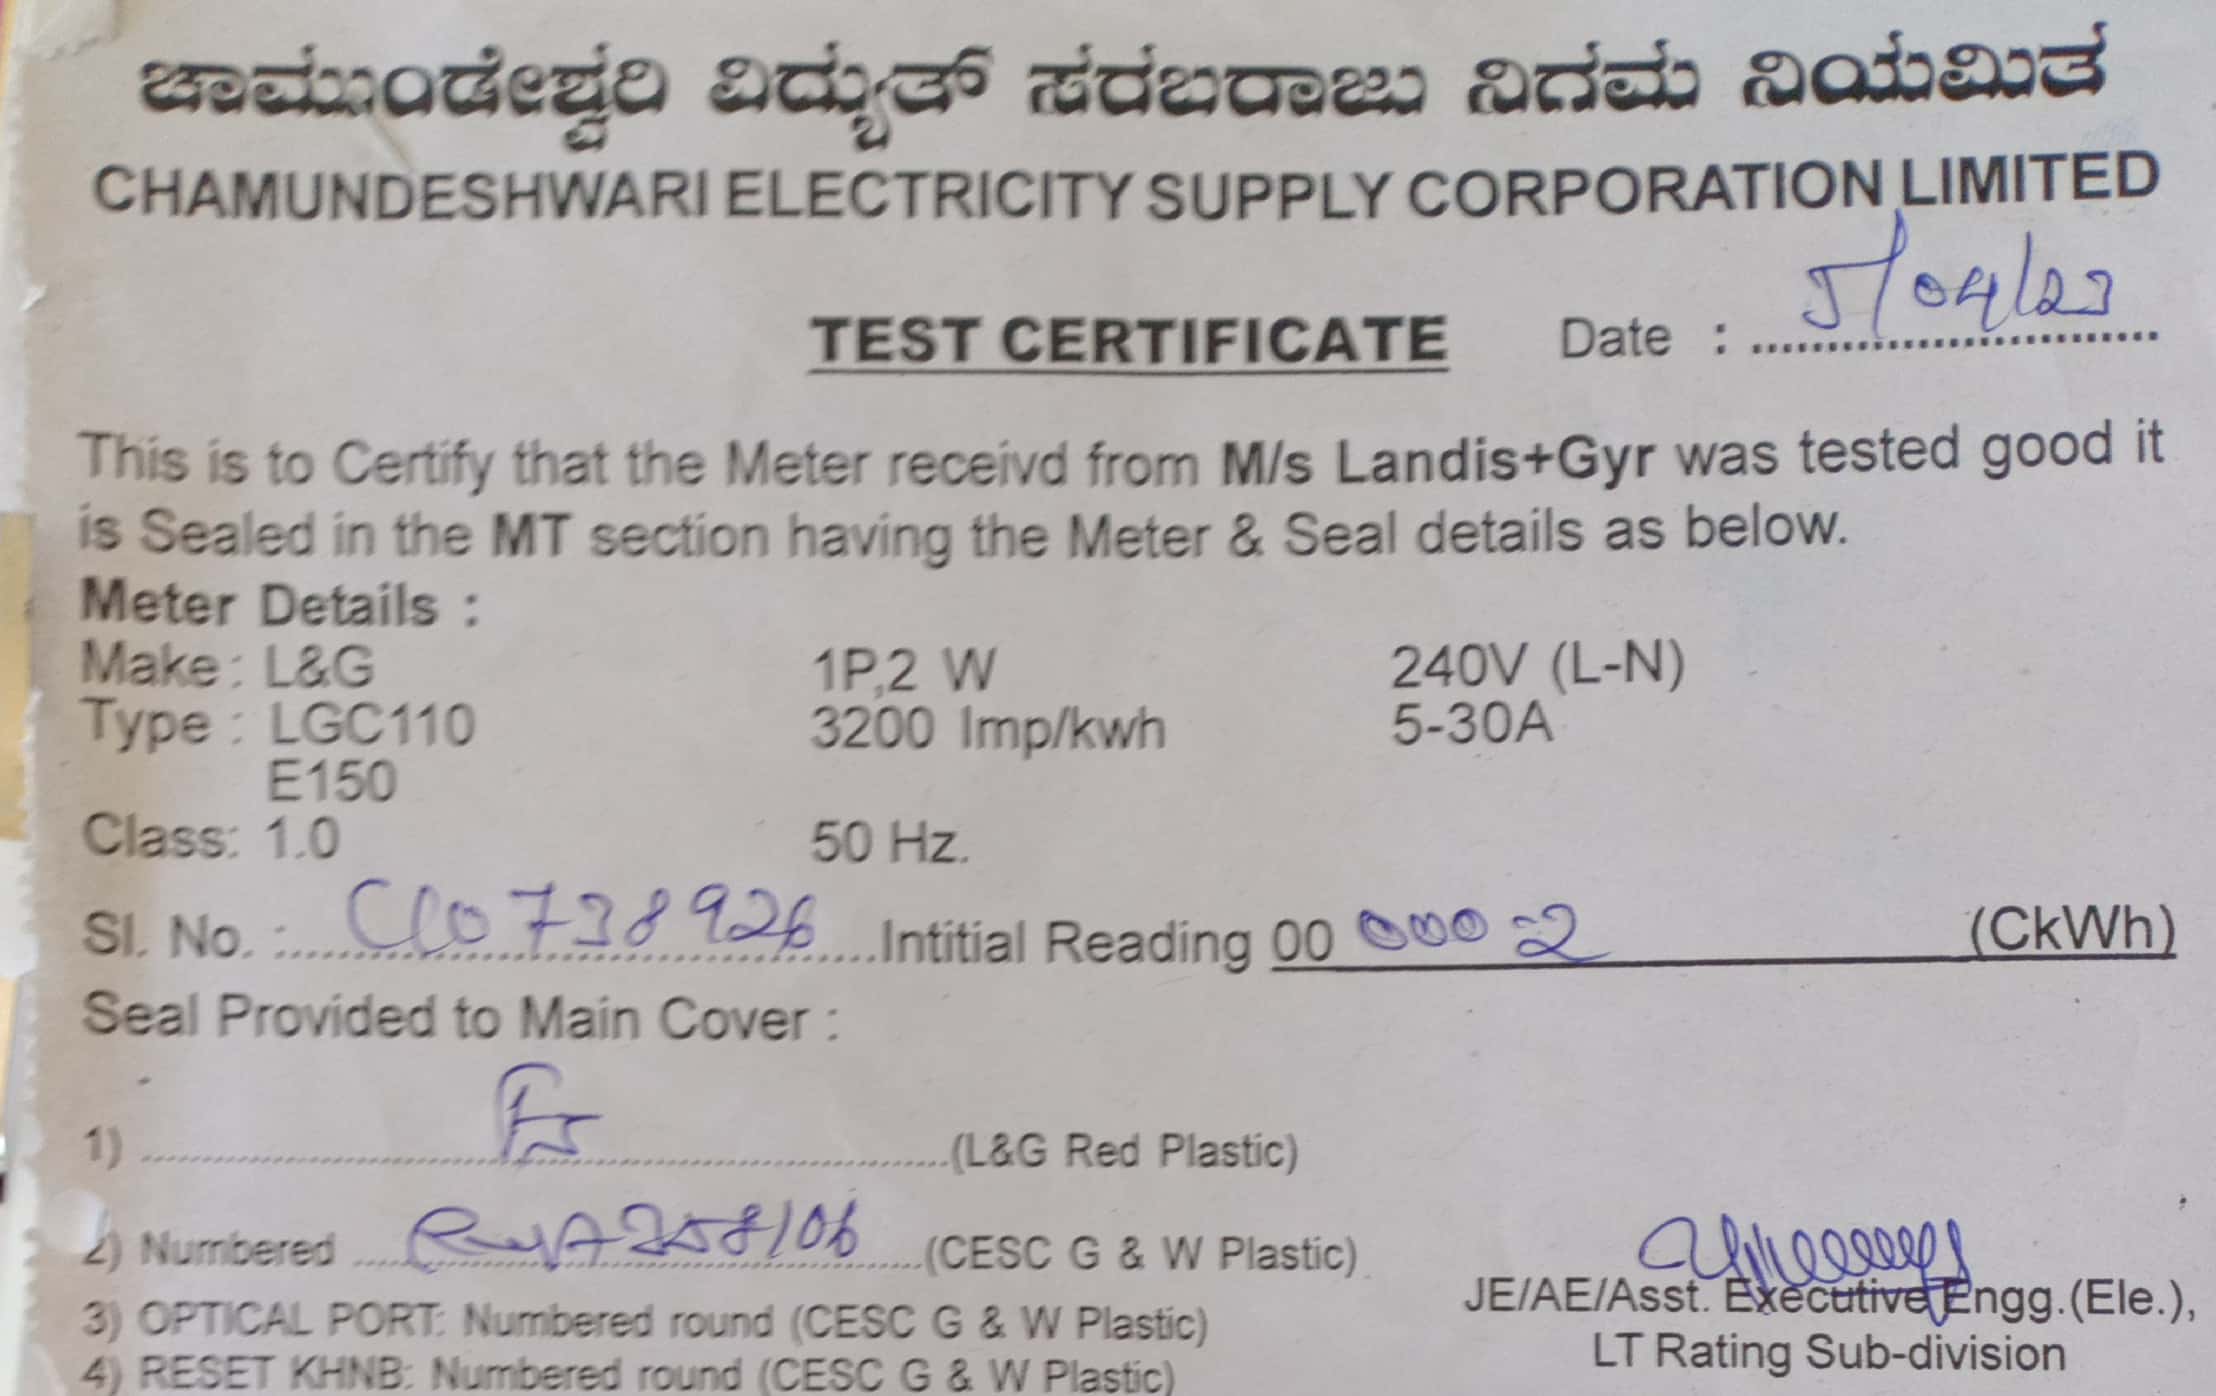 ಚಾಮುಂಡೇಶ್ವರಿ ವಿದ್ಯುತ್ ಸರಬರಾಜು ನಿಗಮ ನಿಯಮಿತ
CHAMUNDESHWARI ELECTRICITY SUPPLY CORPORATION LIMITED
TEST CERTIFICATE Date : 5/04/23
This is to Certify that the Meter receivd from M/s Landis+Gyr was tested good it
is Sealed in the MT section having the Meter & Seal details as below.
Meter Details :
Make : L&G 1P,2 W 240V (L-N)
Type : LGC110 3200 Imp/kwh 5-30A
E150
Class: 1.0 50 Hz.
Sl. No. : Intitial Reading 00 (CkWh)
Seal Provided to Main Cover :
1) (L&G Red Plastic)
2) Numbered (CESC G & W Plastic)
JE/AE/Asst. Executive Engg.(Ele.),
3) OPTICAL PORT: Numbered round (CESC G & W Plastic)
LT Rating Sub-division
4) RESET KHNB: Numbered round (CESC G & W Plastic)